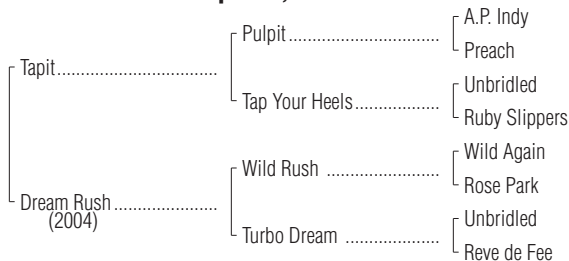 Pulpit
A.P. Indy
Preach
Tapit
Tap Your Heels
Unbridled
Ruby Slippers
Dream Rush
(2004)
Wild Rush
Wild Again
Rose Park
Turbo Dream
Unbridled
Reve de Fee